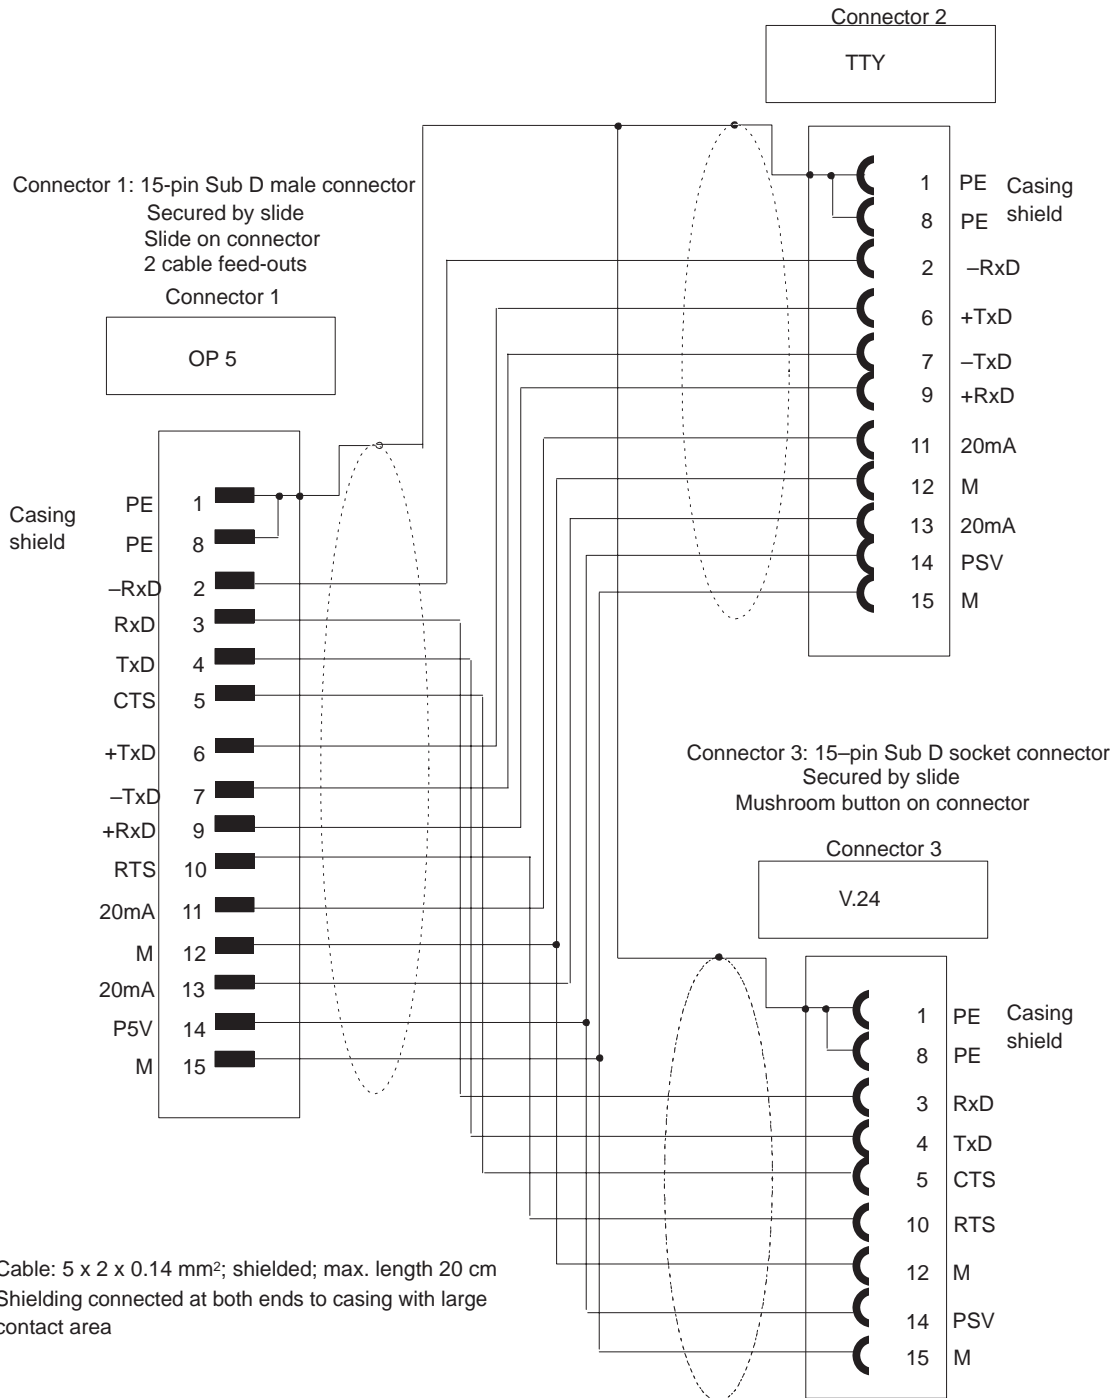 Connector 2
TTY
Connector 1: 15-pin Sub D male connector
Secured by slide
Slide on connector
2 cable feed-outs
Connector 1
OP 5
1 PE
8 PE
Casing
shield
2 –RxD
6 +TxD
7 –TxD
9 +RxD
11 20mA
12 M
13 20mA
14 PSV
15 M
Casing
shield
PE 1
PE 8
–RxD 2
RxD 3
TxD 4
CTS 5
+TxD 6
–TxD 7
+RxD 9
RTS 10
20mA 11
M 12
20mA 13
P5V 14
M 15
Connector 3: 15–pin Sub D socket connector
Secured by slide
Mushroom button on connector
Connector 3
V.24
1 PE
8 PE
Casing
shield
3 RxD
4 TxD
5 CTS
10 RTS
12 M
14 PSV
15 M
Cable: 5 x 2 x 0.14 mm²; shielded; max. length 20 cm
Shielding connected at both ends to casing with large
contact area